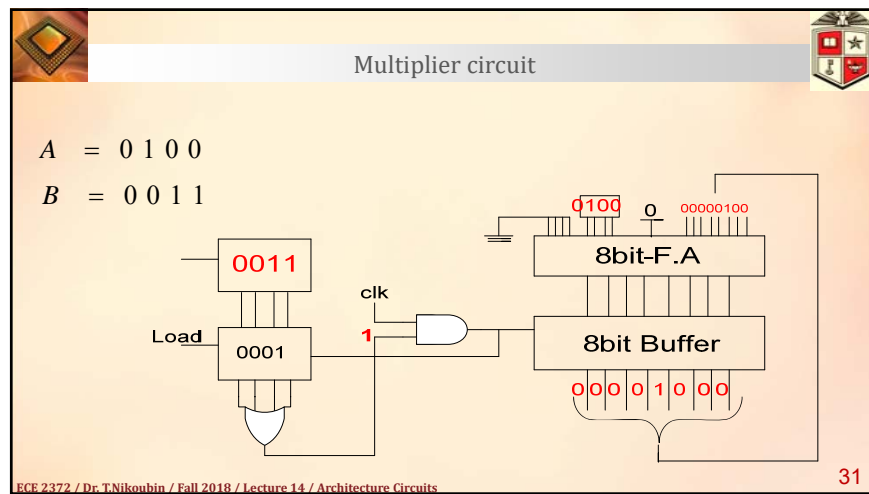 Multiplier circuit
A = 0 1 0 0
B = 0 0 1 1
0100 0 00000100
8bit-F.A
0011
clk
Load
1
0001
8bit Buffer
0 0 0 0 1 0 0 0
ECE 2372 / Dr. T.Nikoubin / Fall 2018 / Lecture 14 / Architecture Circuits
31